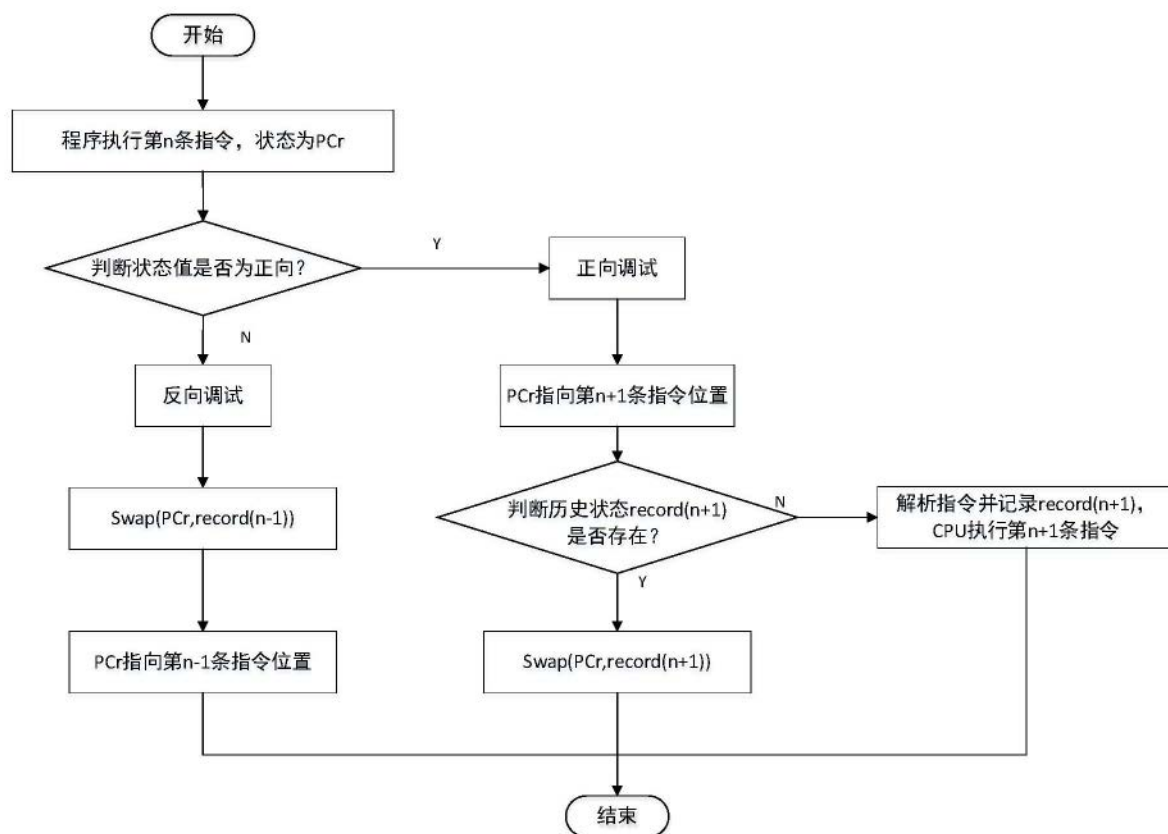 开始
程序执行第n条指令，状态为PCr
判断状态值是否为正向？
Y
正向调试
N
反向调试
PCr指向第n+1条指令位置
Swap(PCr,record(n-1))
判断历史状态record(n+1)
是否存在？
N
解析指令并记录record(n+1)，
CPU执行第n+1条指令
Y
PCr指向第n-1条指令位置
Swap(PCr,record(n+1))
结束